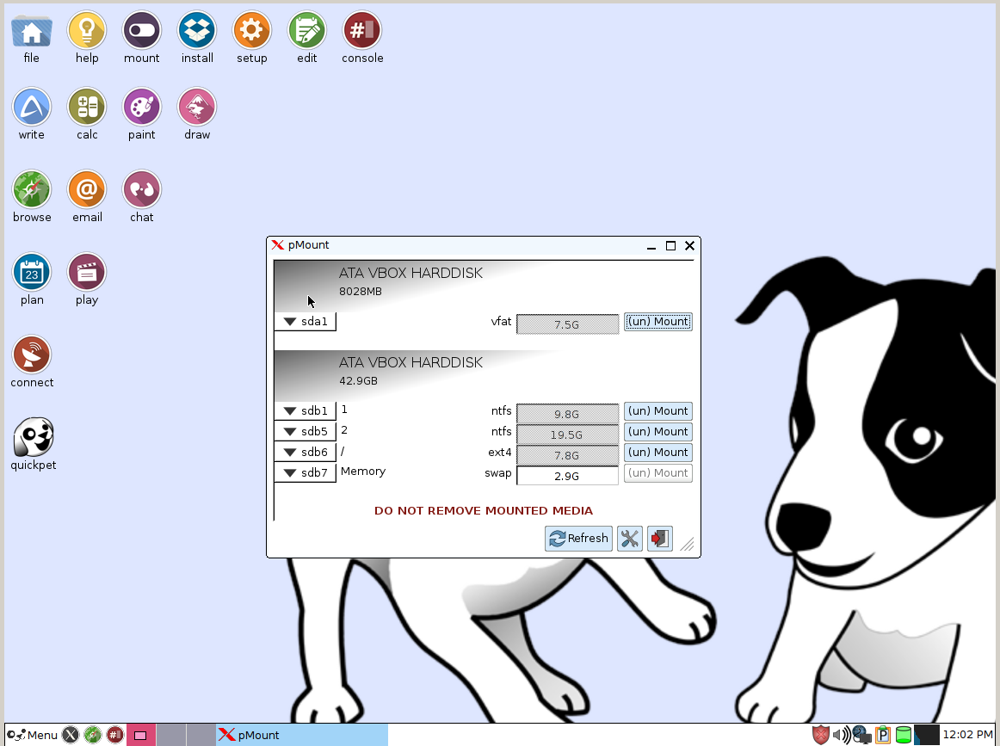 file help mount install setup edit console
write calc paint draw
browse email chat
plan play
connect
quickpet
23
@
#
pMount
ATA VBOX HARDDISK
8028MB
sda1 vfat 7.5G (un) Mount
ATA VBOX HARDDISK
42.9GB
sdb1 1 ntfs 9.8G (un) Mount
sdb5 2 ntfs 19.5G (un) Mount
sdb6 / ext4 7.8G (un) Mount
sdb7 Memory swap 2.9G (un) Mount
DO NOT REMOVE MOUNTED MEDIA
Refresh
Menu X # pMount P 12:02 PM